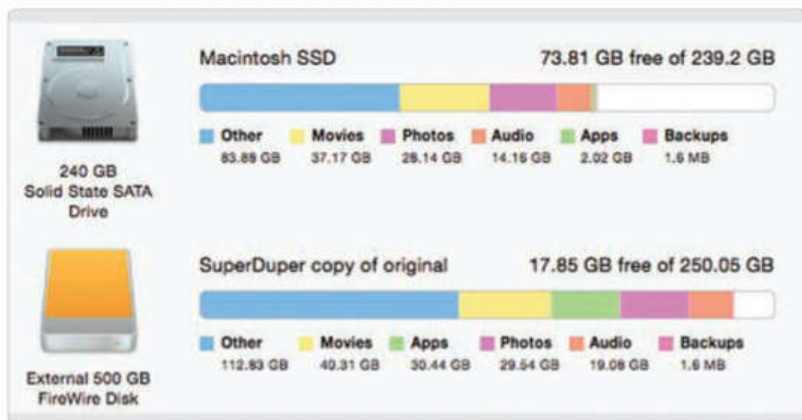 Macintosh SSD 73.81 GB free of 239.2 GB
Other Movies Photos Audio Apps Backups
83.88 GB 37.17 GB 28.14 GB 14.16 GB 2.02 GB 1.6 MB
240 GB
Solid State SATA
Drive
SuperDuper copy of original 17.85 GB free of 250.05 GB
Other Movies Apps Photos Audio Backups
112.83 GB 40.31 GB 30.44 GB 29.54 GB 19.08 GB 1.6 MB
External 500 GB
FireWire Disk